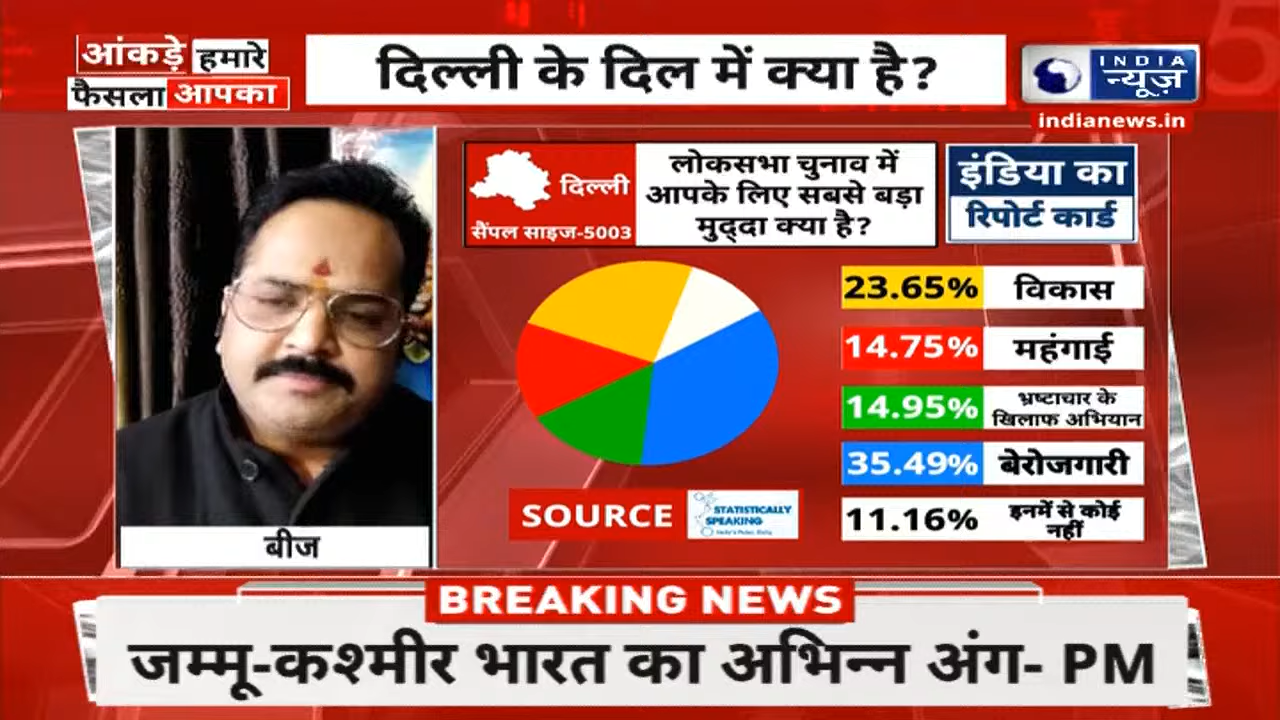 आंकड़े हमारे
फैसला आपका
दिल्ली के दिल में क्या है?
INDIA
न्यूज़
indianews.in
दिल्ली
सैंपल साइज-5003
लोकसभा चुनाव में
आपके लिए सबसे बड़ा
मुद्दा क्या है?
इंडिया का
रिपोर्ट कार्ड
23.65% विकास
14.75% महंगाई
14.95% भ्रष्टाचार के
खिलाफ अभियान
35.49% बेरोजगारी
11.16% इनमें से कोई
नहीं
SOURCE
STATISTICALLY
SPEAKING
बीज
BREAKING NEWS
जम्मू-कश्मीर भारत का अभिन्न अंग- PM